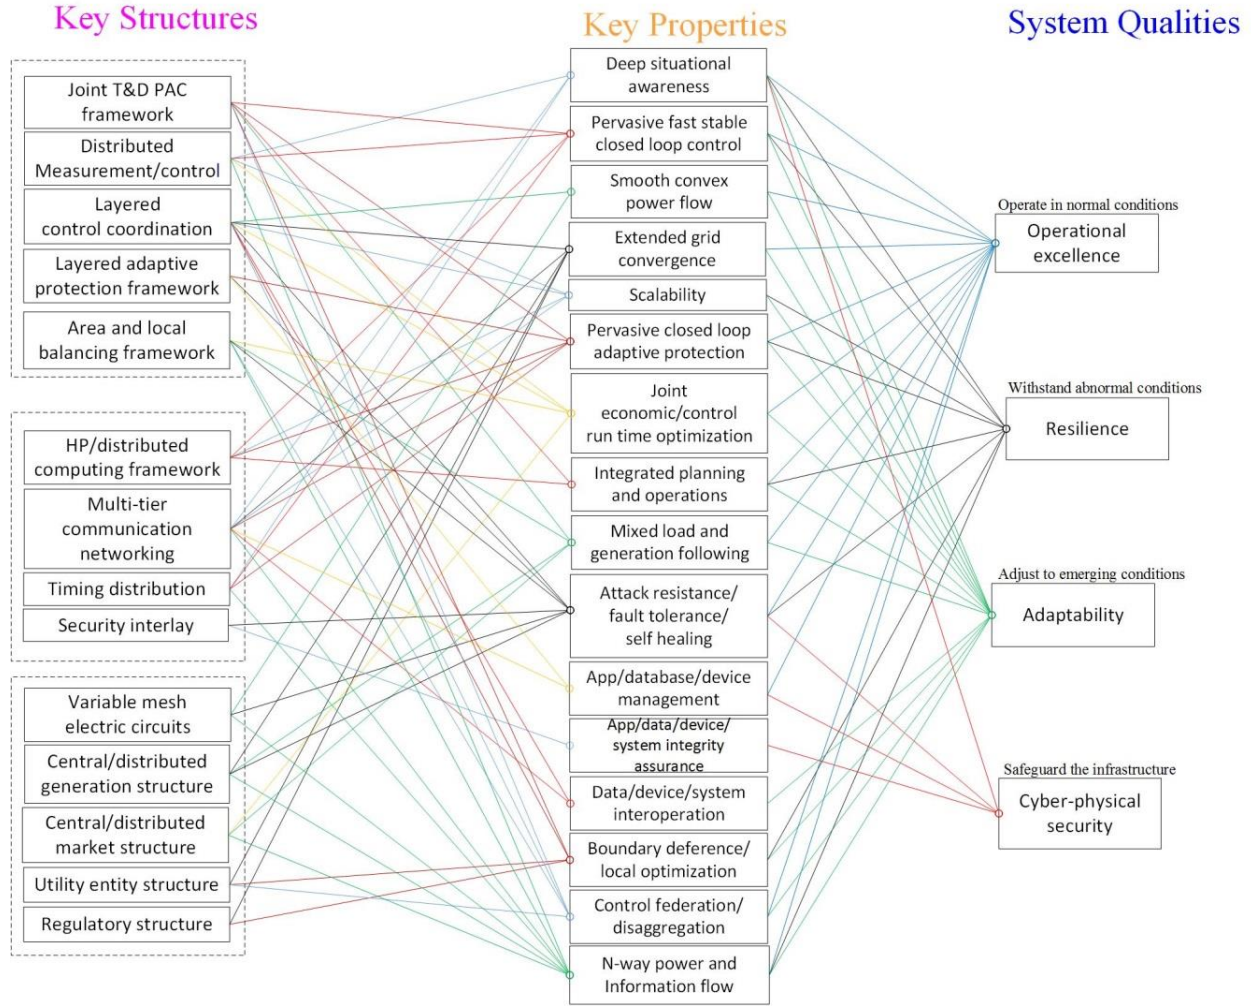 Key Structures
Joint T&D PAC
framework
Distributed
Measurement/control
Layered
control coordination
Layered adaptive
protection framework
Area and local
balancing framework
HP/distributed
computing framework
Multi-tier
communication
networking
Timing distribution
Security interlay
Variable mesh
electric circuits
Central/distributed
generation structure
Central/distributed
market structure
Utility entity structure
Regulatory structure
Key Properties
Deep situational
awareness
Pervasive fast stable
closed loop control
Smooth convex
power flow
Extended grid
convergence
Scalability
Pervasive closed loop
adaptive protection
Joint
economic/control
run time optimization
Integrated planning
and operations
Mixed load and
generation following
Attack resistance/
fault tolerance/
self healing
App/database/device
management
App/data/device/
system integrity
assurance
Data/device/system
interoperation
Boundary deference/
local optimization
Control federation/
disaggregation
N-way power and
Information flow
System Qualities
Operate in normal conditions
Operational
excellence
Withstand abnormal conditions
Resilience
Adjust to emerging conditions
Adaptability
Safeguard the infrastructure
Cyber-physical
security